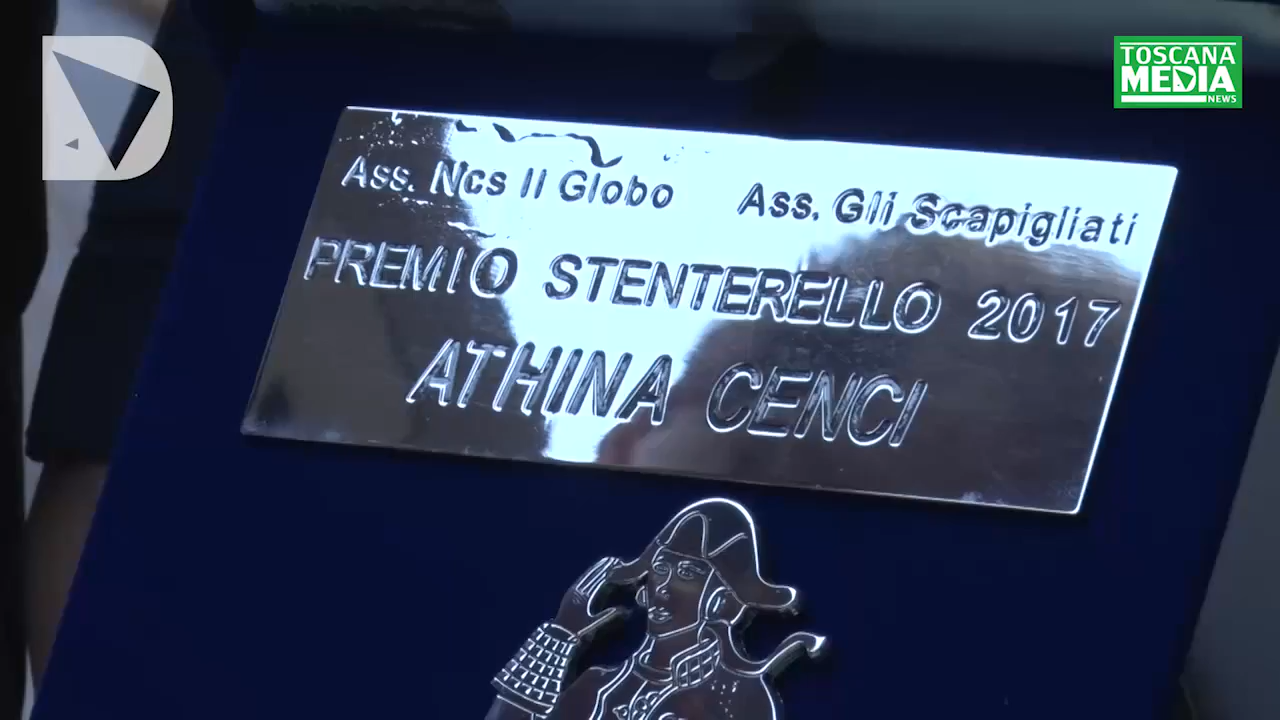 TOSCANA
MEDIA
NEWS
Ass. Ncs Il Globo Ass. Gli Scapigliati
PREMIO STENTERELLO 2017
ATHINA CENCI